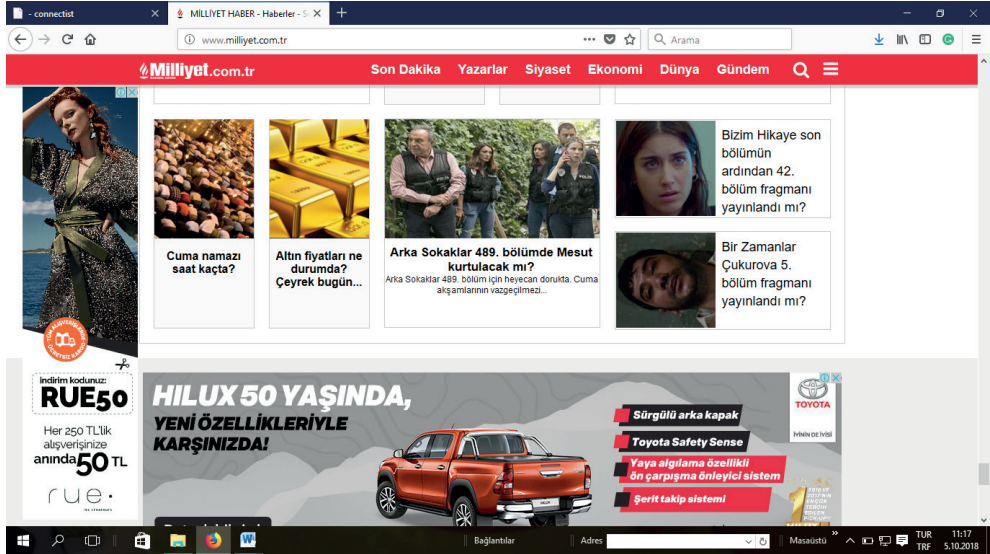 - connectist
MİLLİYET HABER - Haberler - S
www.milliyet.com.tr
Arama
Milliyet.com.tr
Son Dakika Yazarlar Siyaset Ekonomi Dünya Gündem
Cuma namazı
saat kaçta?
Altın fiyatları ne
durumda?
Çeyrek bugün...
Arka Sokaklar 489. bölümde Mesut
kurtulacak mı?
Arka Sokaklar 489. bölüm için heyecan dorukta. Cuma
akşamlarının vazgeçilmezi...
Bizim Hikaye son
bölümün
ardından 42.
bölüm fragmanı
yayınlandı mı?
Bir Zamanlar
Çukurova 5.
bölüm fragmanı
yayınlandı mı?
TÜM ALIŞVERİŞLERDE
ÜCRETSİZ KARGO
indirim kodunuz:
RUE50
Her 250 TL'lik
alışverişinize
anında 50 TL
rue.
HILUX 50 YAŞINDA,
YENİ ÖZELLİKLERİYLE
KARŞINIZDA!
Sürgülü arka kapak
Toyota Safety Sense
Yaya algılama özellikli
ön çarpışma önleyici sistem
Şerit takip sistemi
TOYOTA
İYİNİN DE İYİSİ
HILUX
Bağlantılar
Adres
Masaüstü
TUR
TRF
11:17
5.10.2018